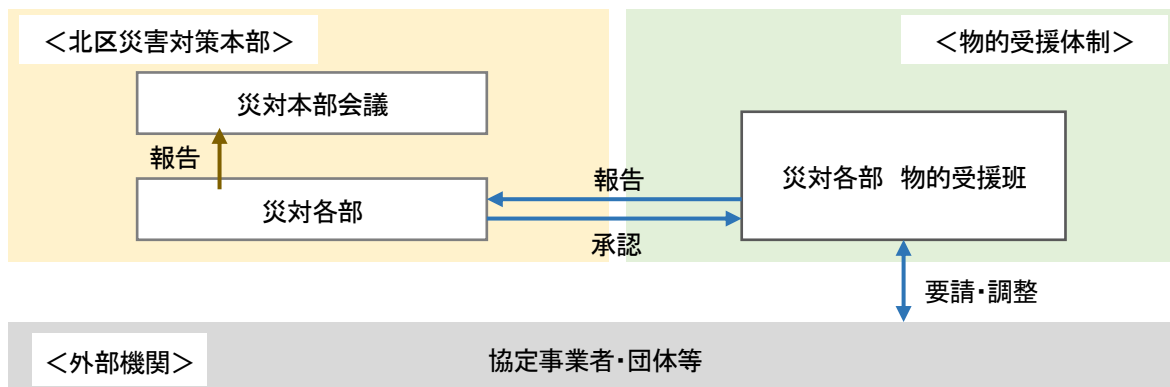 ＜北区災害対策本部＞
＜物的受援体制＞
災対本部会議
報告
災対各部
報告
承認
災対各部　物的受援班
要請・調整
＜外部機関＞
協定事業者・団体等